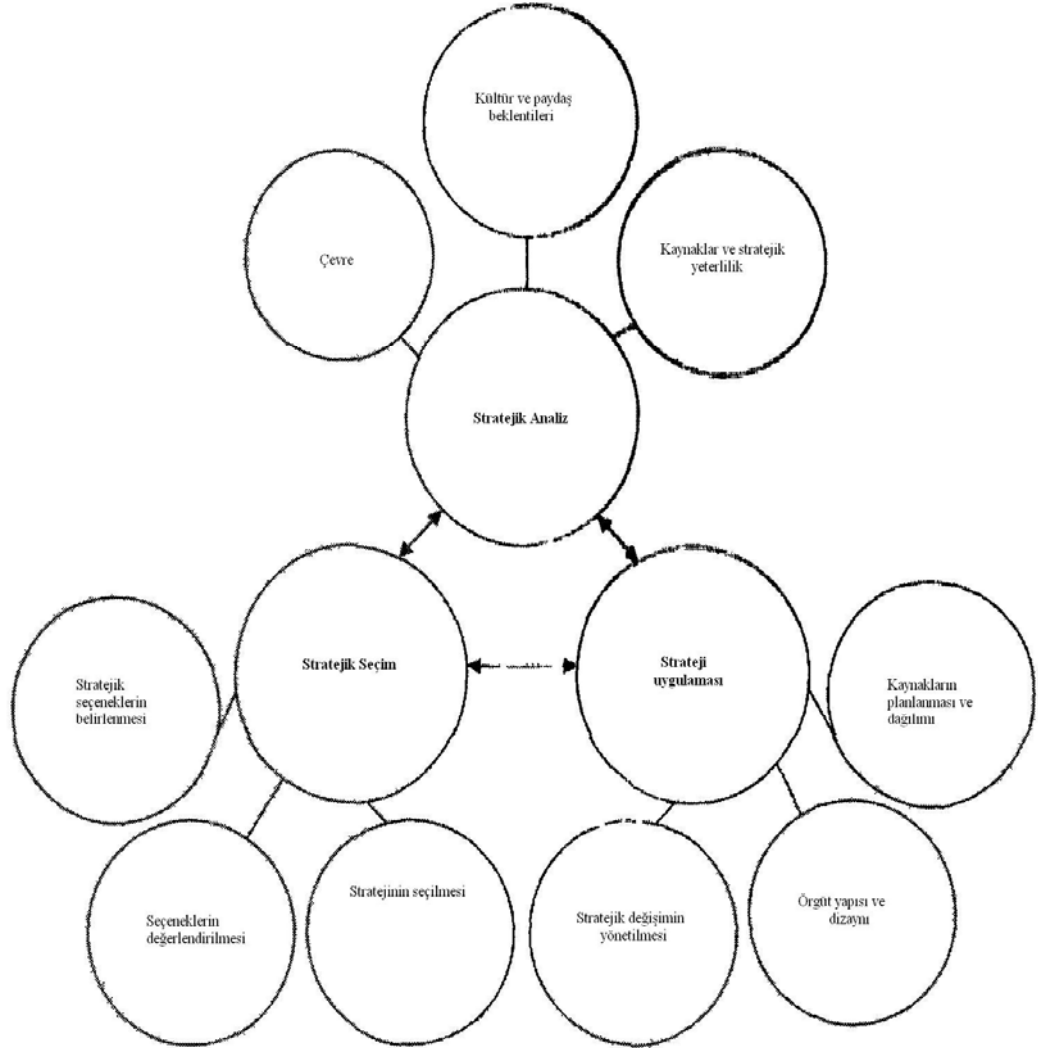 Kültür ve paydaş
beklentileri
Çevre
Kaynaklar ve stratejik
yeterlilik
Stratejik Analiz
Stratejik Seçim
Strateji
uygulaması
Stratejik
seçeneklerin
belirlenmesi
Kaynakların
planlanması ve
dağılımı
Seçeneklerin
değerlendirilmesi
Stratejinin seçilmesi
Stratejik değişimin
yönetilmesi
Örgüt yapısı ve
dizaynı